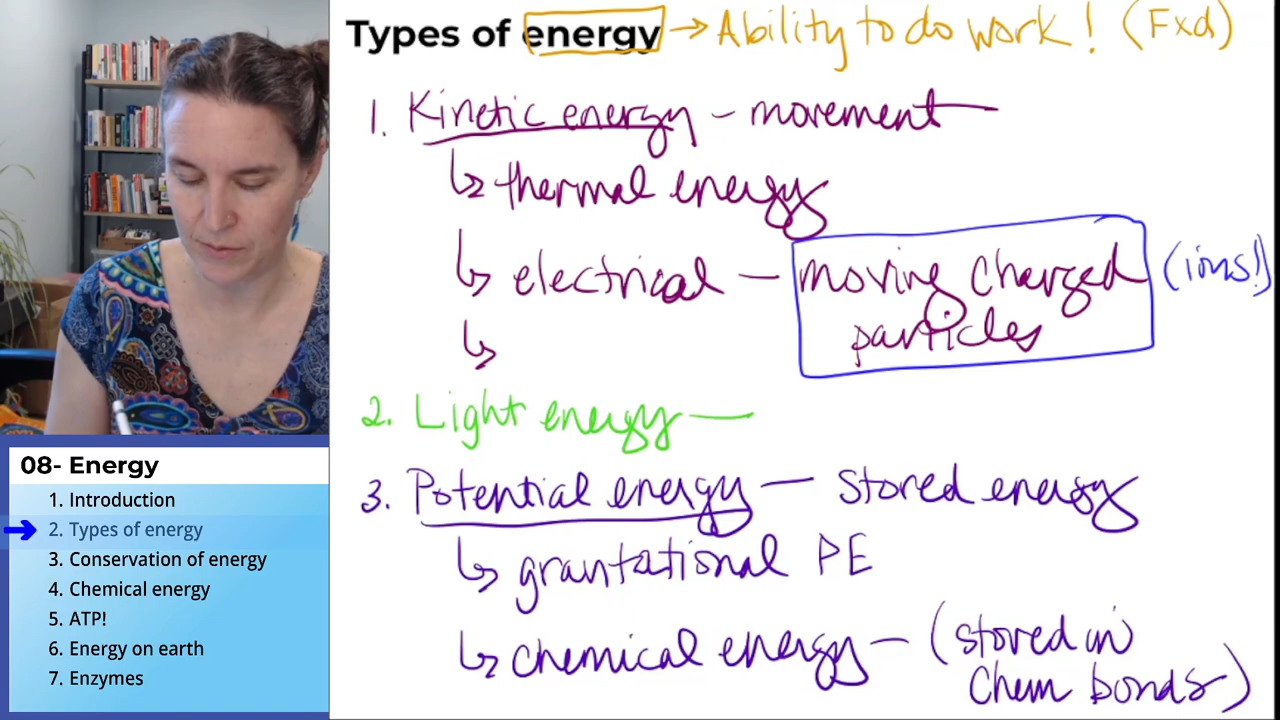 Types of energy → Ability to do work! (Fxd)
1. Kinetic energy - movement
↳ thermal energy
↳ electrical - moving charged (ions!)
particles
↳
2. Light energy —
3. Potential energy — stored energy
↳ gravitational PE
↳ chemical energy - (stored in
chem bonds)
08- Energy
1. Introduction
2. Types of energy
3. Conservation of energy
4. Chemical energy
5. ATP!
6. Energy on earth
7. Enzymes